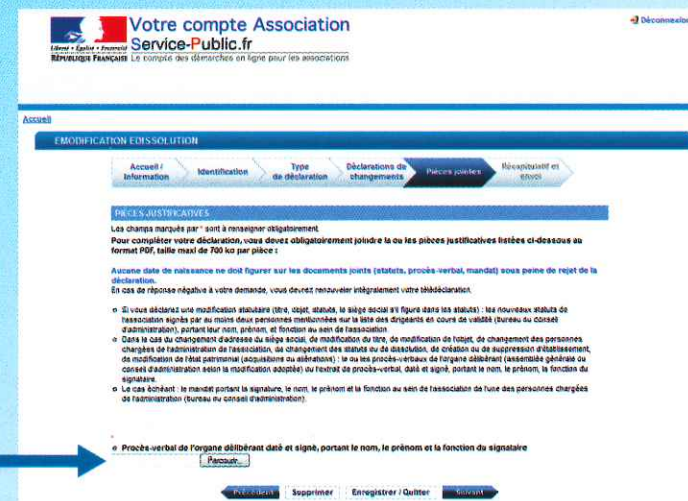 Votre compte Association
Déconnexion
Service-Public.fr
Liberté • Égalité • Fraternité
RÉPUBLIQUE FRANÇAISE
Le compte des démarches en ligne pour les associations
Accueil
EMODIFICATION EDISSOLUTION
Accueil / Information
Identification
Type de déclaration
Déclarations de changements
Pièces jointes
Récapitulatif et envoi
PIECES JUSTIFICATIVES
Les champs marqués par * sont à renseigner obligatoirement.
Pour compléter votre déclaration, vous devez obligatoirement joindre la ou les pièces justificatives listées ci-dessous au
format PDF, taille maxi de 700 ko par pièce :
Aucune date de naissance ne doit figurer sur les documents joints (statuts, procès-verbal, mandat) sous peine de rejet de la
déclaration.
En cas de réponse négative à votre demande, vous devrez renouveler intégralement votre télédéclaration.
Si vous déclarez une modification statutaire (titre, objet, statuts, le siège social s'il figure dans les statuts) : les nouveaux statuts de
l'association signés par au moins deux personnes mentionnées sur la liste des dirigeants en cours de validité (bureau ou conseil
d'administration), portant leur nom, prénom, et fonction au sein de l'association.
Dans le cas du changement d'adresse du siège social, de modification du titre, de modification de l'objet, de changement des personnes
chargées de l'administration de l'association, de changement des statuts ou de dissolution, de création ou de suppression d'établissement,
de modification de l'état patrimonial (acquisitions ou aliénations) : le ou les procès-verbaux de l'organe délibérant (assemblée générale ou
conseil d'administration selon la modification adoptée) ou l'extrait de procès-verbal, daté et signé, portant le nom, le prénom, la fonction du
signataire.
Le cas échéant : le mandat portant la signature, le nom, le prénom et la fonction au sein de l'association de l'une des personnes chargées
de l'administration (bureau ou conseil d'administration).
*
Procès-verbal de l'organe délibérant daté et signé, portant le nom, le prénom et la fonction du signataire
Parcourir...
Précédent
Supprimer
Enregistrer / Quitter
Suivant